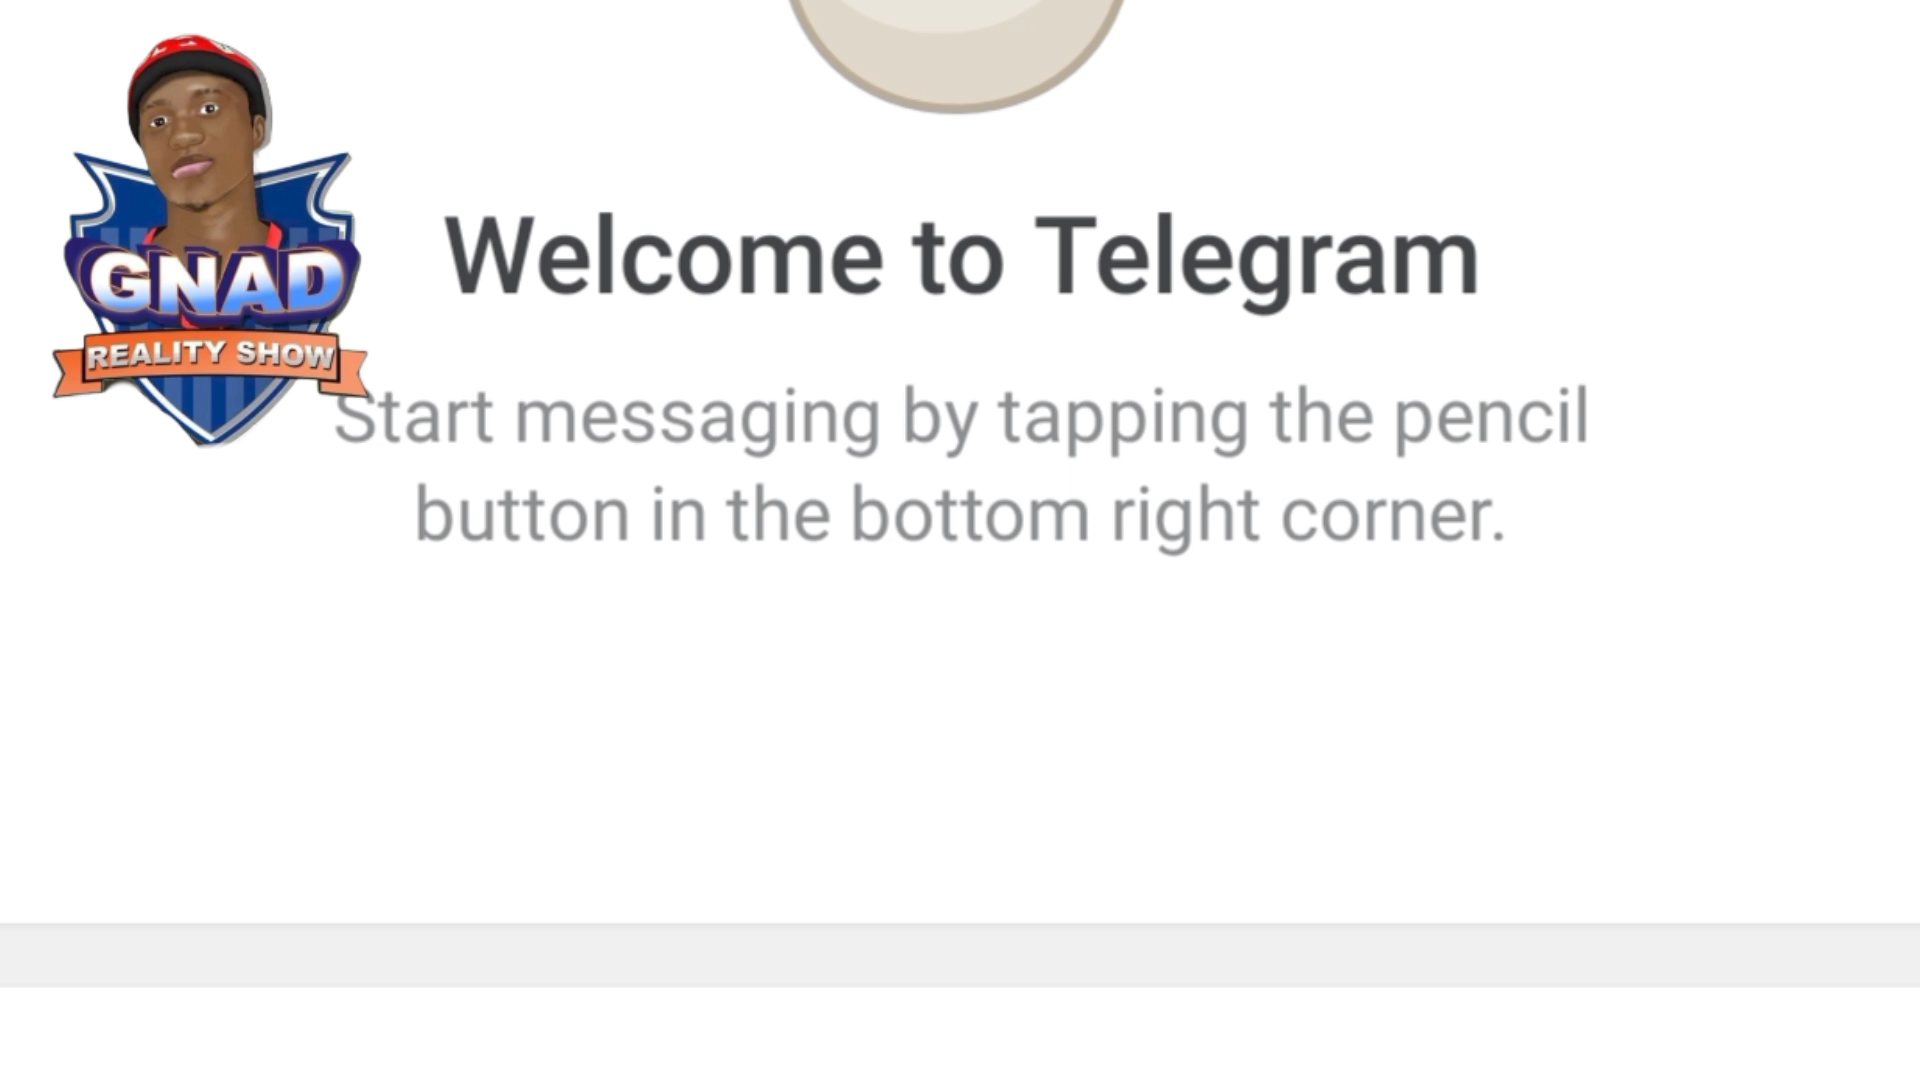 GNAD
REALITY SHOW
Welcome to Telegram
Start messaging by tapping the pencil
button in the bottom right corner.